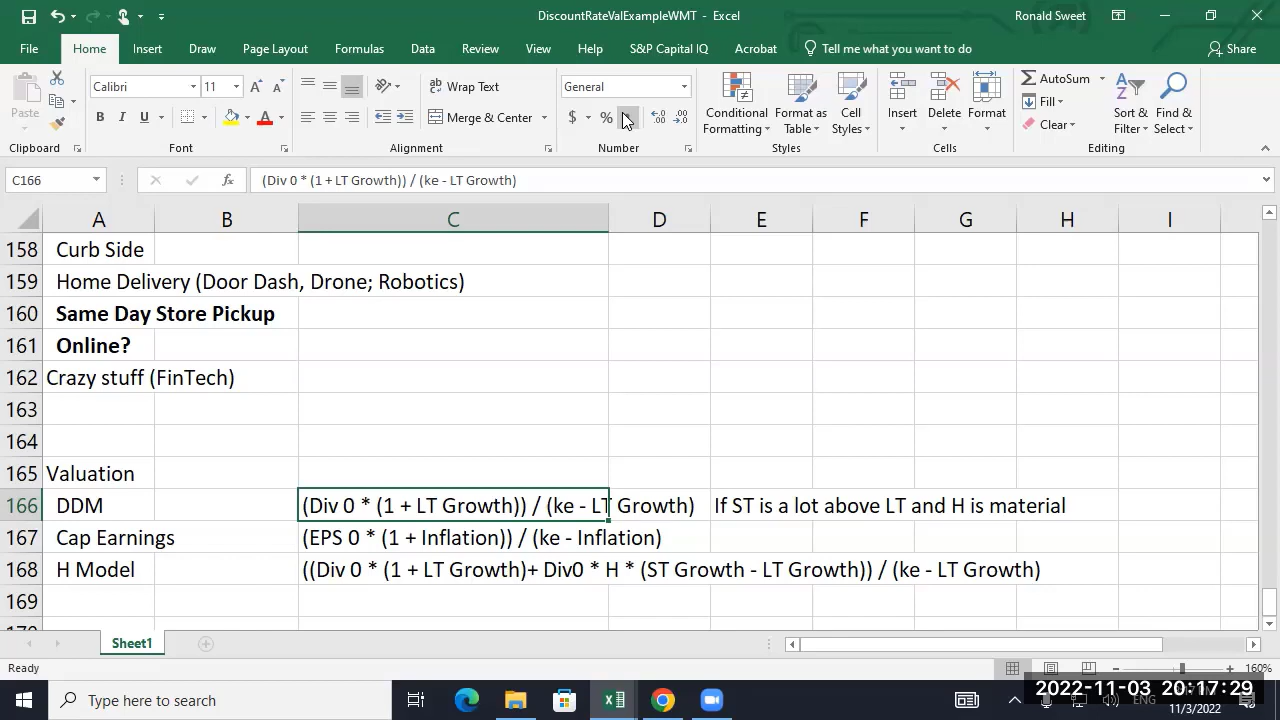 DiscountRateValExampleWMT - Excel
Ronald Sweet
File Home Insert Draw Page Layout Formulas Data Review View Help S&P Capital IQ Acrobat Tell me what you want to do Share
Paste
Clipboard
Calibri 11
B I U
Font
Wrap Text
Merge & Center
Alignment
General
$ %
Number
Conditional Formatting
Format as Table
Cell Styles
Styles
Insert Delete Format
Cells
AutoSum
Fill
Clear
Sort & Filter
Find & Select
Editing
C166 fx (Div 0 * (1 + LT Growth)) / (ke - LT Growth)
A B C D E F G H I
158 Curb Side
159 Home Delivery (Door Dash, Drone; Robotics)
160 Same Day Store Pickup
161 Online?
162 Crazy stuff (FinTech)
163
164
165 Valuation
166 DDM (Div 0 * (1 + LT Growth)) / (ke - LT Growth) If ST is a lot above LT and H is material
167 Cap Earnings (EPS 0 * (1 + Inflation)) / (ke - Inflation)
168 H Model ((Div 0 * (1 + LT Growth)+ Div0 * H * (ST Growth - LT Growth)) / (ke - LT Growth)
169
Sheet1
Ready
160%
Type here to search
2022-11-03 20:17:29
ENG
11/3/2022